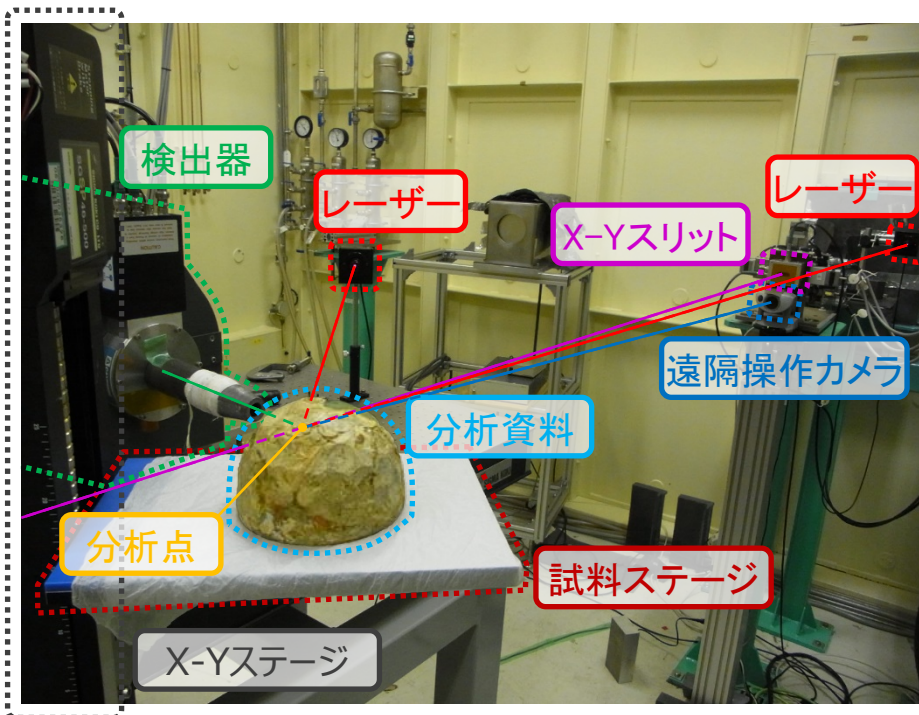 検出器
レーザー
レーザー
X-Yスリット
遠隔操作カメラ
分析資料
分析点
試料ステージ
X-Yステージ